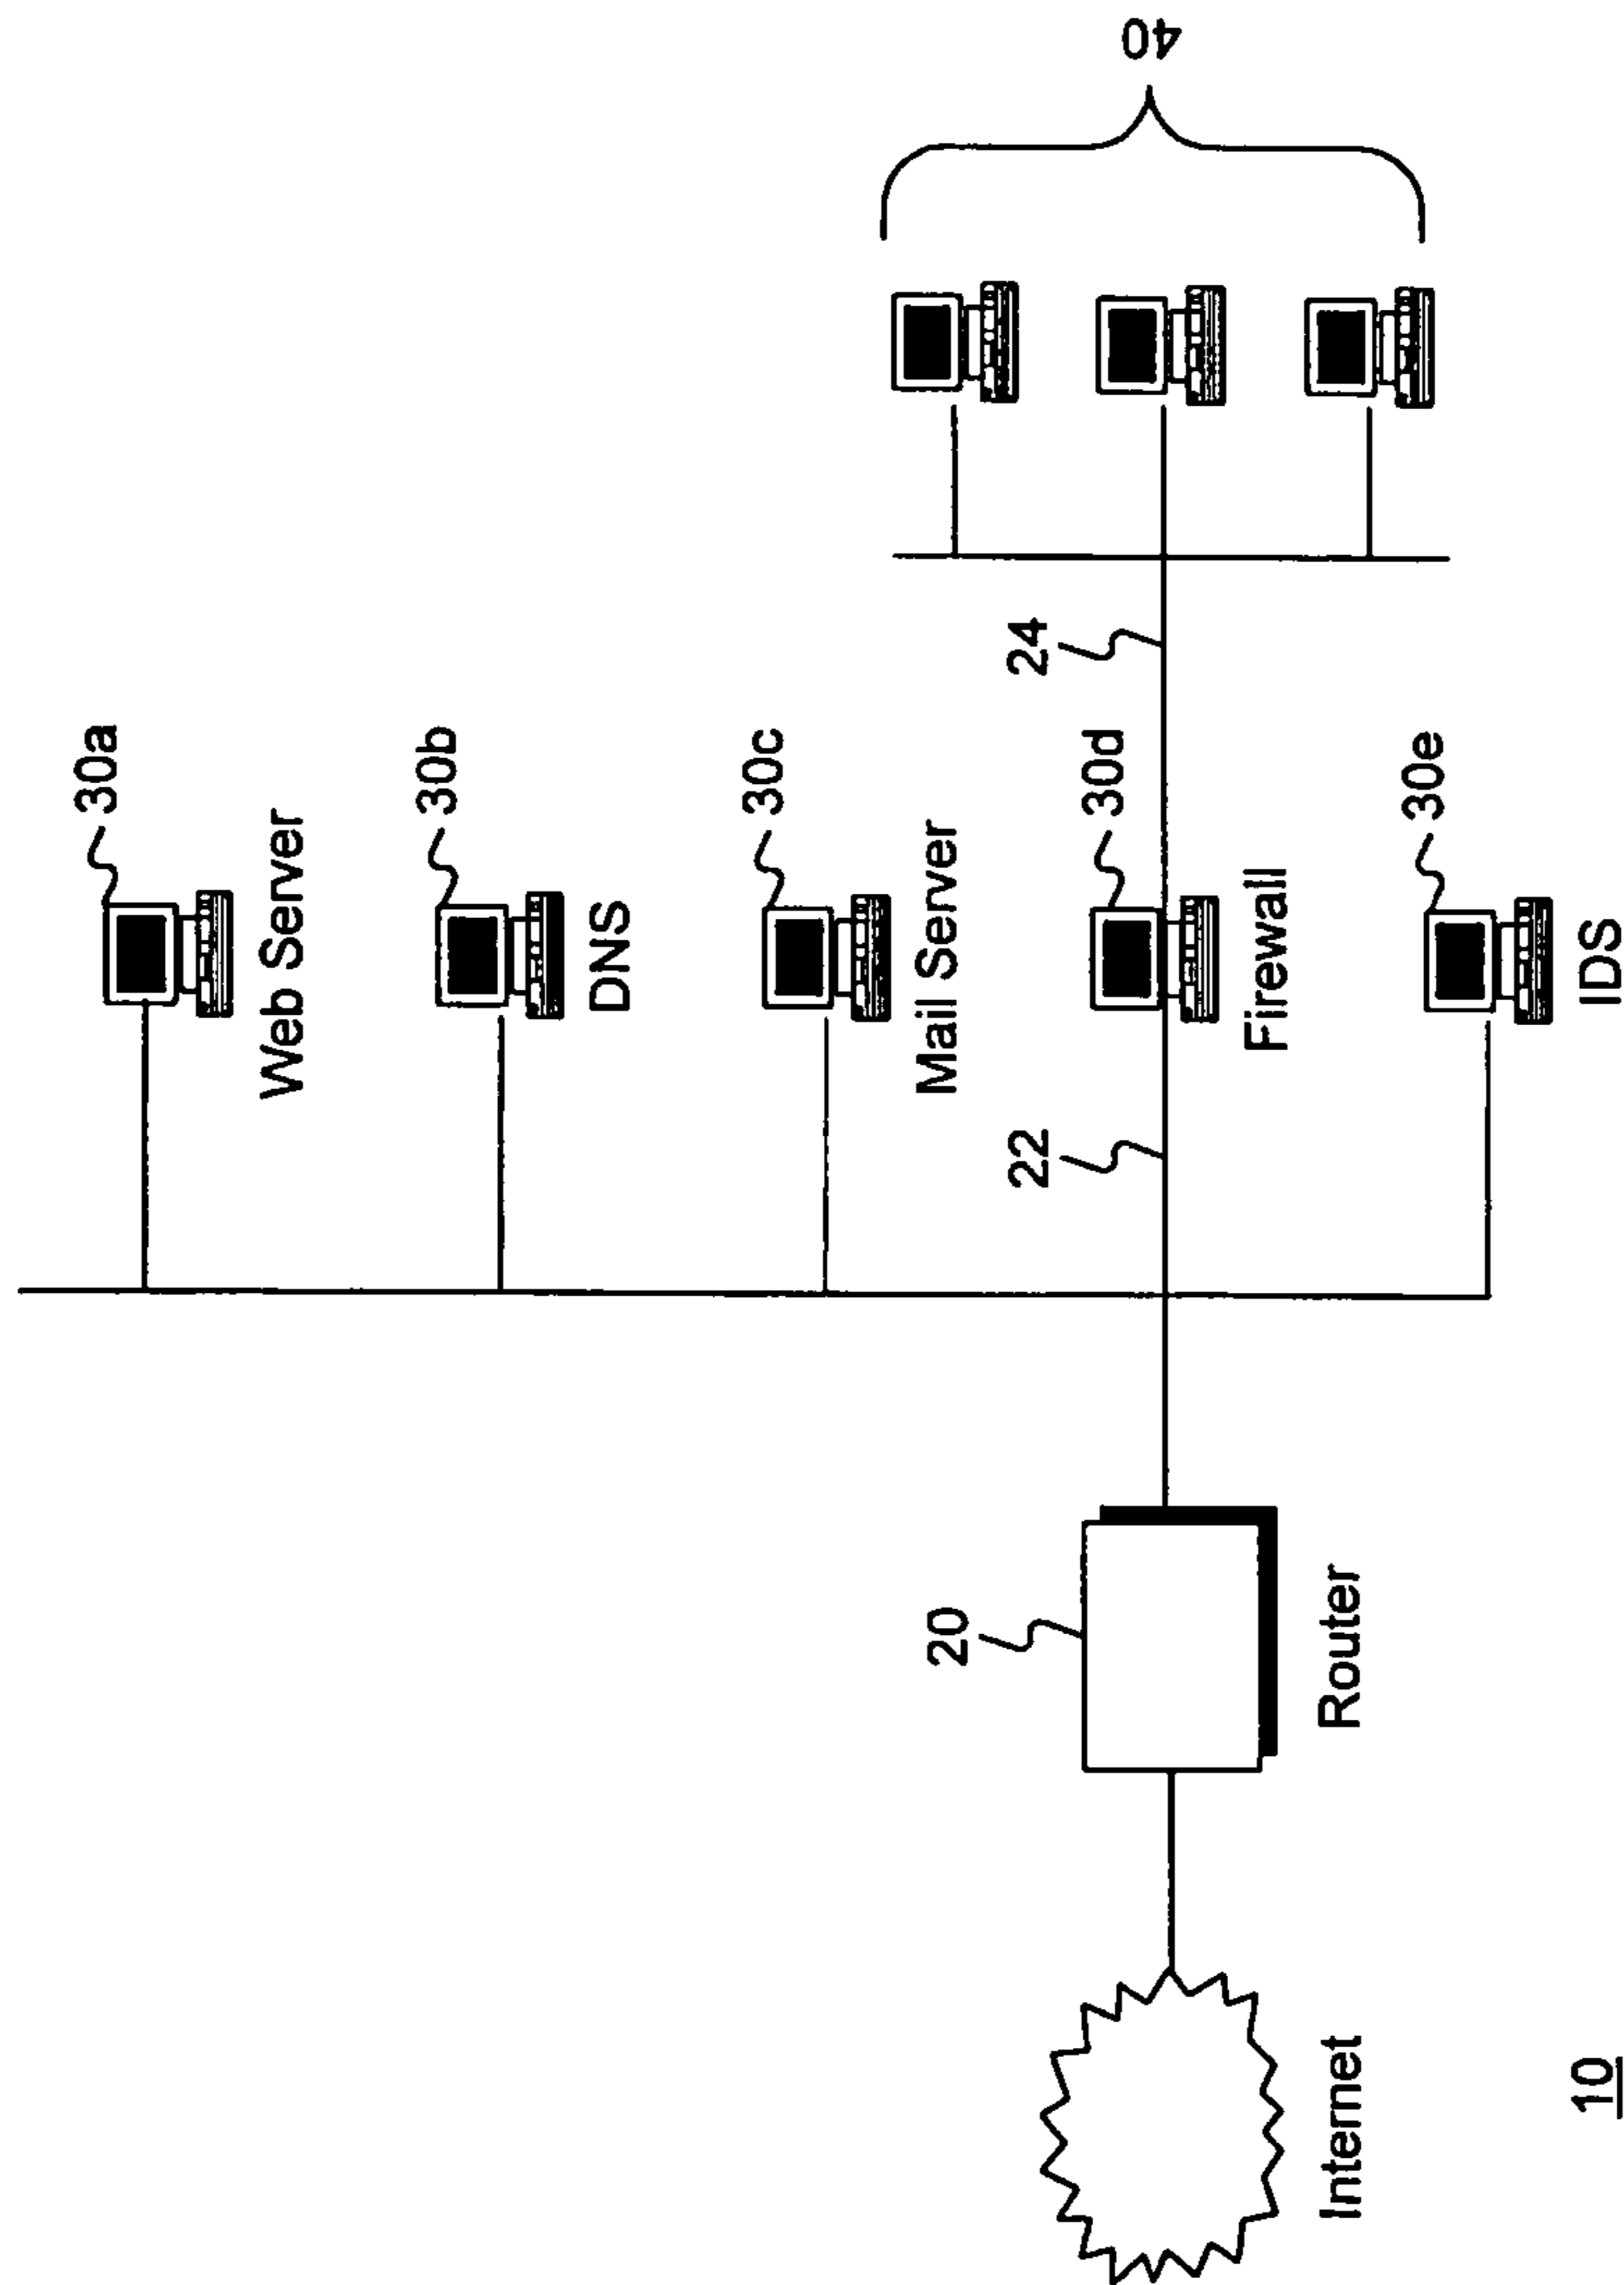 30a
Web Server
30b
DNS
30c
Mail Server
20
22
24
30d
40
Firewall
Internet
Router
30e
IDS
10